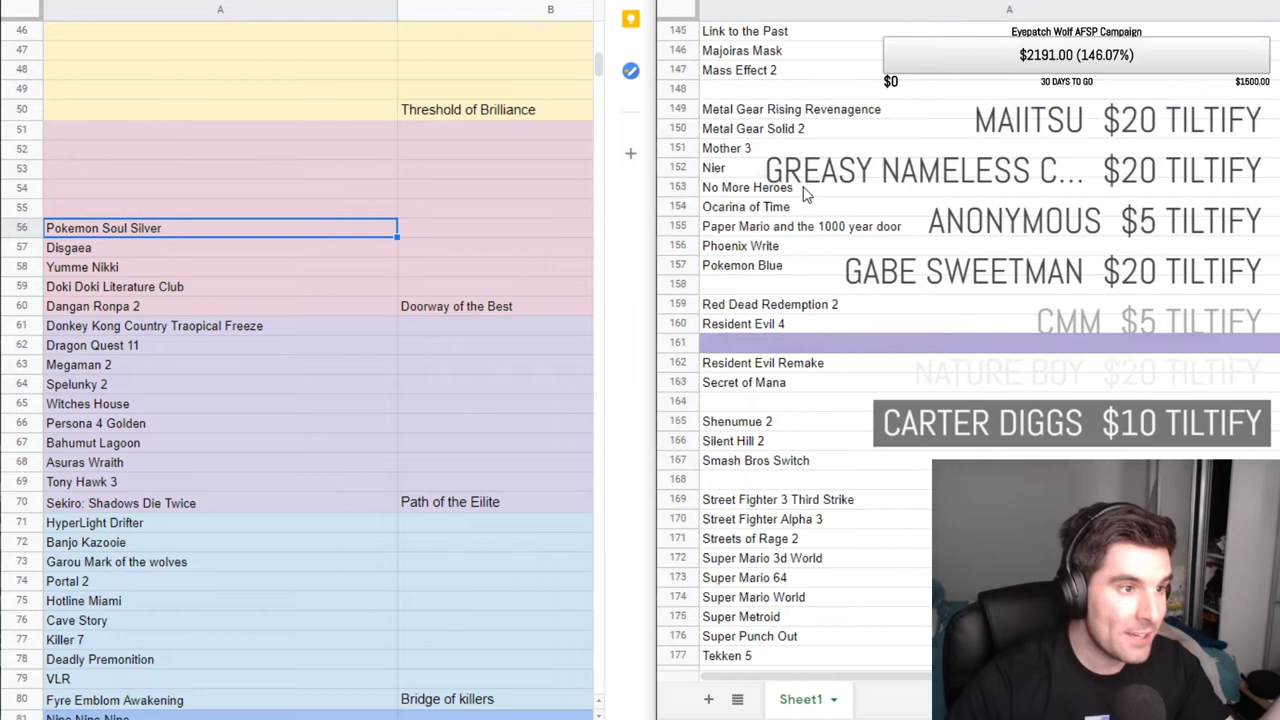 A
B
46
47
48
49
50 Threshold of Brilliance
51
52
53
54
55
56 Pokemon Soul Silver
57 Disgaea
58 Yumme Nikki
59 Doki Doki Literature Club
60 Dangan Ronpa 2 Doorway of the Best
61 Donkey Kong Country Traopical Freeze
62 Dragon Quest 11
63 Megaman 2
64 Spelunky 2
65 Witches House
66 Persona 4 Golden
67 Bahumut Lagoon
68 Asuras Wraith
69 Tony Hawk 3
70 Sekiro: Shadows Die Twice Path of the Eilite
71 HyperLight Drifter
72 Banjo Kazooie
73 Garou Mark of the wolves
74 Portal 2
75 Hotline Miami
76 Cave Story
77 Killer 7
78 Deadly Premonition
79 VLR
80 Fyre Emblom Awakening Bridge of killers
81 Nine Nine Nine
A
145 Link to the Past
146 Majoiras Mask
147 Mass Effect 2
148
149 Metal Gear Rising Revenagence
150 Metal Gear Solid 2
151 Mother 3
152 Nier
153 No More Heroes
154 Ocarina of Time
155 Paper Mario and the 1000 year door
156 Phoenix Write
157 Pokemon Blue
158
159 Red Dead Redemption 2
160 Resident Evil 4
161
162 Resident Evil Remake
163 Secret of Mana
164
165 Shenumue 2
166 Silent Hill 2
167 Smash Bros Switch
168
169 Street Fighter 3 Third Strike
170 Street Fighter Alpha 3
171 Streets of Rage 2
172 Super Mario 3d World
173 Super Mario 64
174 Super Mario World
175 Super Metroid
176 Super Punch Out
177 Tekken 5
Sheet1
Eyepatch Wolf AFSP Campaign
$2191.00 (146.07%)
$0 30 DAYS TO GO $1500.00
MAIITSU $20 TILTIFY
GREASY NAMELESS C... $20 TILTIFY
ANONYMOUS $5 TILTIFY
GABE SWEETMAN $20 TILTIFY
CMM $5 TILTIFY
NATURE BOY $20 TILTIFY
CARTER DIGGS $10 TILTIFY